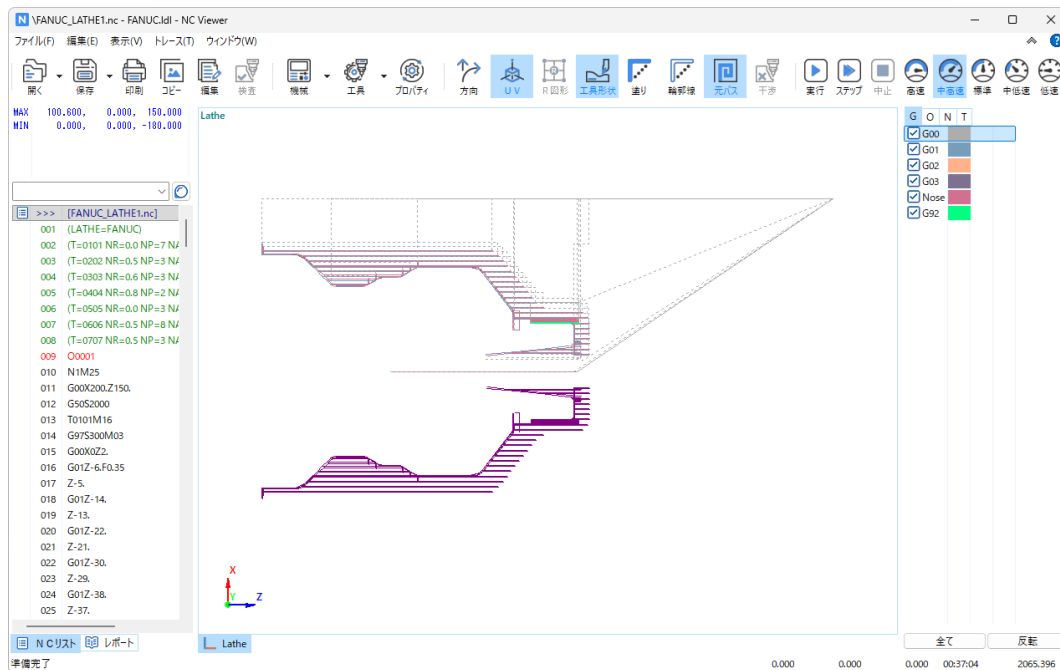 N \FANUC_LATHE1.nc - FANUC.ldl - NC Viewer
ファイル(F) 編集(E) 表示(V) トレース(T) ウィンドウ(W)
開く 保存 印刷 コピー 編集 検査 機械 工具 プロパティ 方向 UV R図形 工具形状 塗り 輪郭線 元パス 干渉 実行 ステップ 中止 高速 中高速 標準 中低速 低速
MAX 100.600, 0.000, 150.000
MIN 0.000, 0.000, -180.000
Lathe
G O N T
G00
G01
G02
G03
Nose
G92
>>> [FANUC_LATHE1.nc]
001 (LATHE=FANUC)
002 (T=0101 NR=0.0 NP=7 NA
003 (T=0202 NR=0.5 NP=3 NA
004 (T=0303 NR=0.6 NP=3 NA
005 (T=0404 NR=0.8 NP=2 NA
006 (T=0505 NR=0.0 NP=3 NA
007 (T=0606 NR=0.5 NP=8 NA
008 (T=0707 NR=0.5 NP=3 NA
009 O0001
010 N1M25
011 G00X200.Z150.
012 G50S2000
013 T0101M16
014 G97S300M03
015 G00X0Z2.
016 G01Z-6.F0.35
017 Z-5.
018 G01Z-14.
019 Z-13.
020 G01Z-22.
021 Z-21.
022 G01Z-30.
023 Z-29.
024 G01Z-38.
025 Z-37.
X
Y
Z
NCリスト レポート
Lathe
全て 反転
準備完了
0.000 0.000 0.000 00:37:04 2065.396